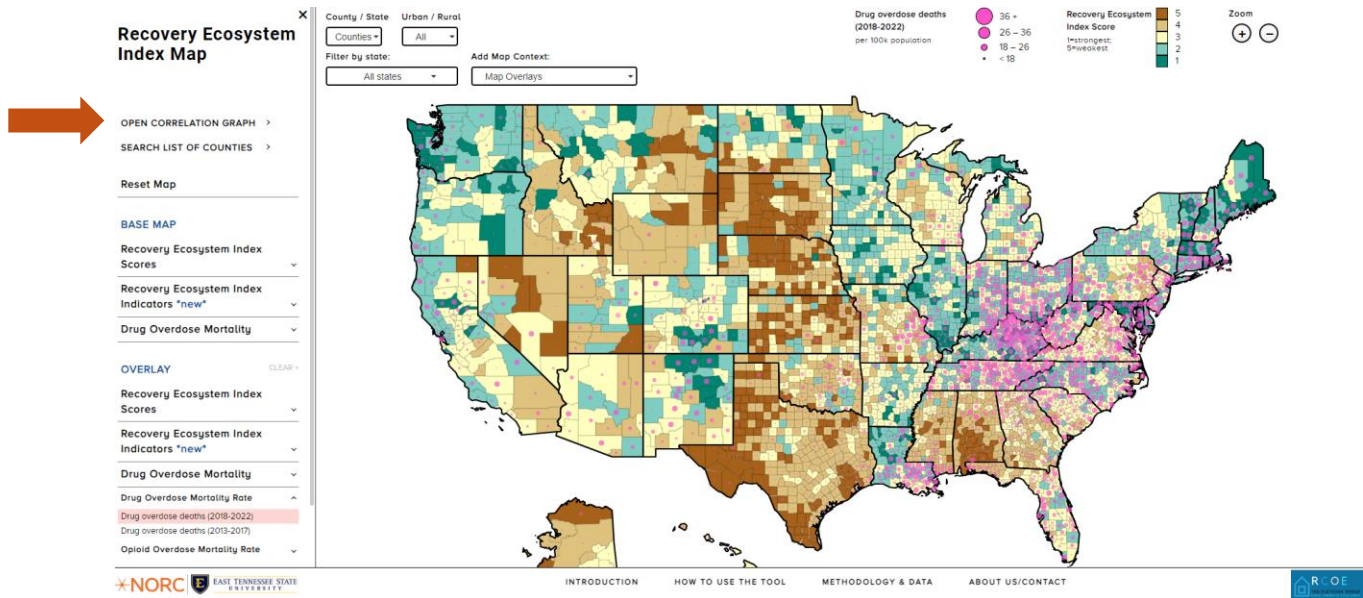 ×
Recovery Ecosystem
Index Map
OPEN CORRELATION GRAPH >
SEARCH LIST OF COUNTIES >
Reset Map
BASE MAP
Recovery Ecosystem Index
Scores
Recovery Ecosystem Index
Indicators *new*
Drug Overdose Mortality
OVERLAY CLEAR ×
Recovery Ecosystem Index
Scores
Recovery Ecosystem Index
Indicators *new*
Drug Overdose Mortality
Drug Overdose Mortality Rate
Drug overdose deaths (2018-2022)
Drug overdose deaths (2013-2017)
Opioid Overdose Mortality Rate
County / State Urban / Rural
Counties All
Filter by state: Add Map Context:
All states Map Overlays
Drug overdose deaths
(2018-2022)
per 100k population
36 +
26 – 36
18 – 26
< 18
Recovery Ecosystem
Index Score
1=strongest;
5=weakest
5
4
3
2
1
Zoom
+ −
NORC E EAST TENNESSEE STATE
UNIVERSITY
INTRODUCTION HOW TO USE THE TOOL METHODOLOGY & DATA ABOUT US/CONTACT
RCOE